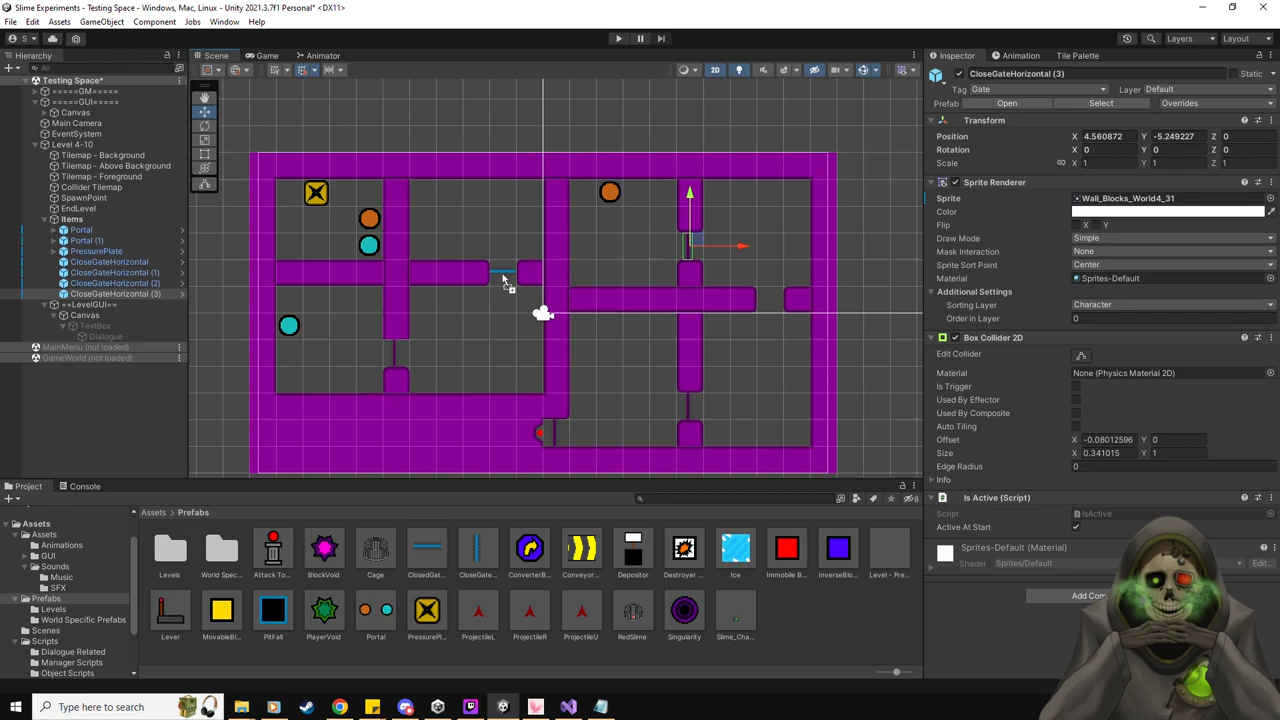 Slime Experiments - Testing Space - Windows, Mac, Linux - Unity 2021.3.7f1 Personal* <DX11>
File Edit Assets GameObject Component Jobs Window Help
S Layers Layout
Hierarchy Scene Game Animator Inspector Animation Tile Palette
All
2D
Testing Space*
=====GM=====
=====GUI=====
Canvas
Main Camera
EventSystem
Level 4-10
Tilemap - Background
Tilemap - Above Background
Tilemap - Foreground
Collider Tilemap
SpawnPoint
EndLevel
Items
Portal
Portal (1)
PressurePlate
CloseGateHorizontal
CloseGateHorizontal (1)
CloseGateHorizontal (2)
CloseGateHorizontal (3)
==LevelGUI==
Canvas
TextBox
Dialogue
MainMenu (not loaded)
GameWorld (not loaded)
CloseGateHorizontal (3) Static
Tag Gate Layer Default
Prefab Open Select Overrides
Transform
Position X 4.560872 Y -5.249227 Z 0
Rotation X 0 Y 0 Z 0
Scale X 1 Y 1 Z 1
Sprite Renderer
Sprite Wall_Blocks_World4_31
Color
Flip X Y
Draw Mode Simple
Mask Interaction None
Sprite Sort Point Center
Material Sprites-Default
Additional Settings
Sorting Layer Character
Order in Layer 0
Box Collider 2D
Edit Collider
Material None (Physics Material 2D)
Is Trigger
Used By Effector
Used By Composite
Auto Tiling
Offset X -0.08012596 Y 0
Size X 0.341015 Y 1
Edge Radius 0
Info
Is Active (Script)
Script IsActive
Active At Start
Sprites-Default (Material)
Shader Sprites/Default Edit...
Add Com
Project Console
8
Assets
Assets
Animations
GUI
Sounds
Music
SFX
Prefabs
Levels
World Specific Prefabs
Scenes
Scripts
Dialogue Related
Manager Scripts
Object Scripts
Assets > Prefabs
Levels World Spec... Attack To... BlockVoid Cage ClosedGat... CloseGate... ConverterB... Conveyor... Depositor Destroyer ... Ice Immobile B... InverseBlo... Level - Pre...
Lever MovableBl... PitFall PlayerVoid Portal PressurePl... ProjectileL ProjectileR ProjectileU RedSlime Singularity Slime_Cha...
Type here to search